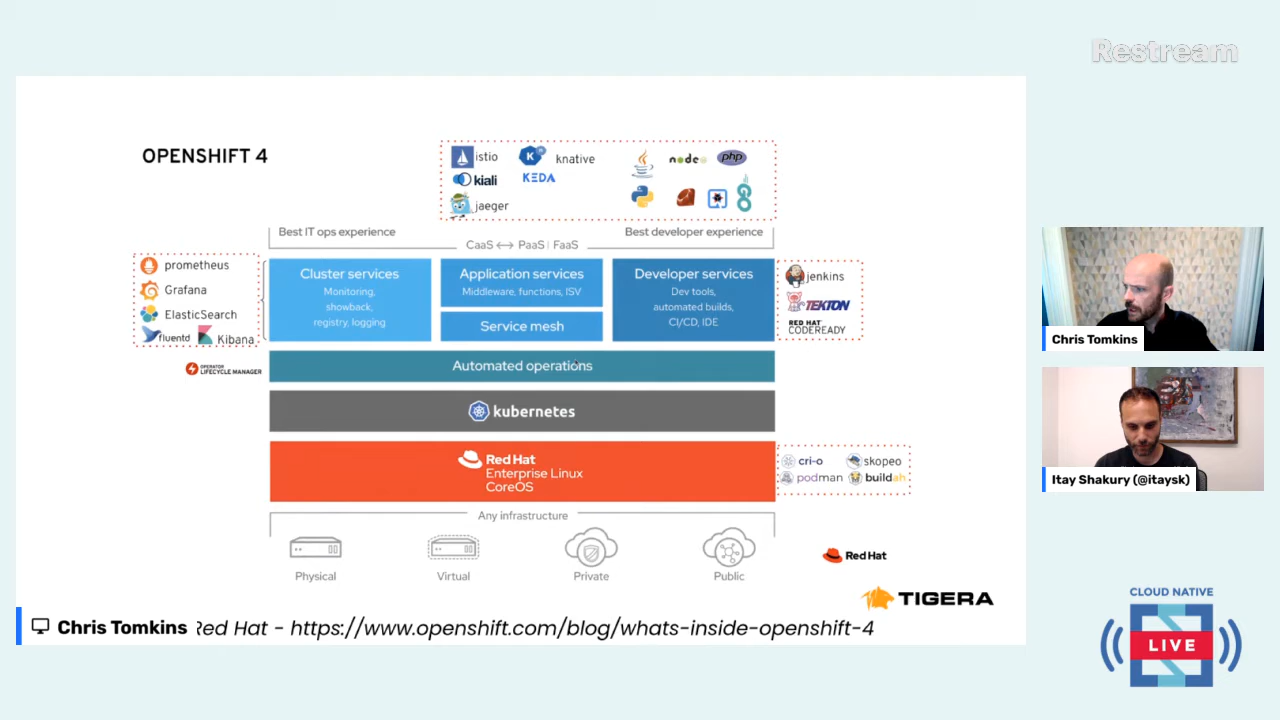 Restream
OPENSHIFT 4
istio
knative
node
php
kiali
KEDA
jaeger
Best IT ops experience
Best developer experience
CaaS ↔ PaaS | FaaS
prometheus
Grafana
ElasticSearch
fluentd
Kibana
Cluster services
Monitoring,
showback,
registry, logging
Application services
Middleware, functions, ISV
Service mesh
Developer services
Dev tools,
automated builds,
CI/CD, IDE
jenkins
TEKTON
RED HAT
CODEREADY
OPERATOR
LIFECYCLE MANAGER
Automated operations
kubernetes
Red Hat
Enterprise Linux
CoreOS
cri-o
skopeo
podman
buildah
Any infrastructure
Physical
Virtual
Private
Public
Red Hat
TIGERA
Chris Tomkins
Red Hat - https://www.openshift.com/blog/whats-inside-openshift-4
Chris Tomkins
Itay Shakury (@itaysk)
CLOUD NATIVE
LIVE